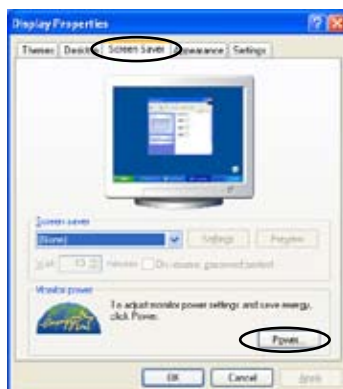 Display Properties
Themes Desktop Screen Saver Appearance Settings
Screen saver
(None) Settings Preview
Wait: minutes On resume, password protect
Monitor power
To adjust monitor power settings and save energy,
click Power.
Power...
OK Cancel Apply